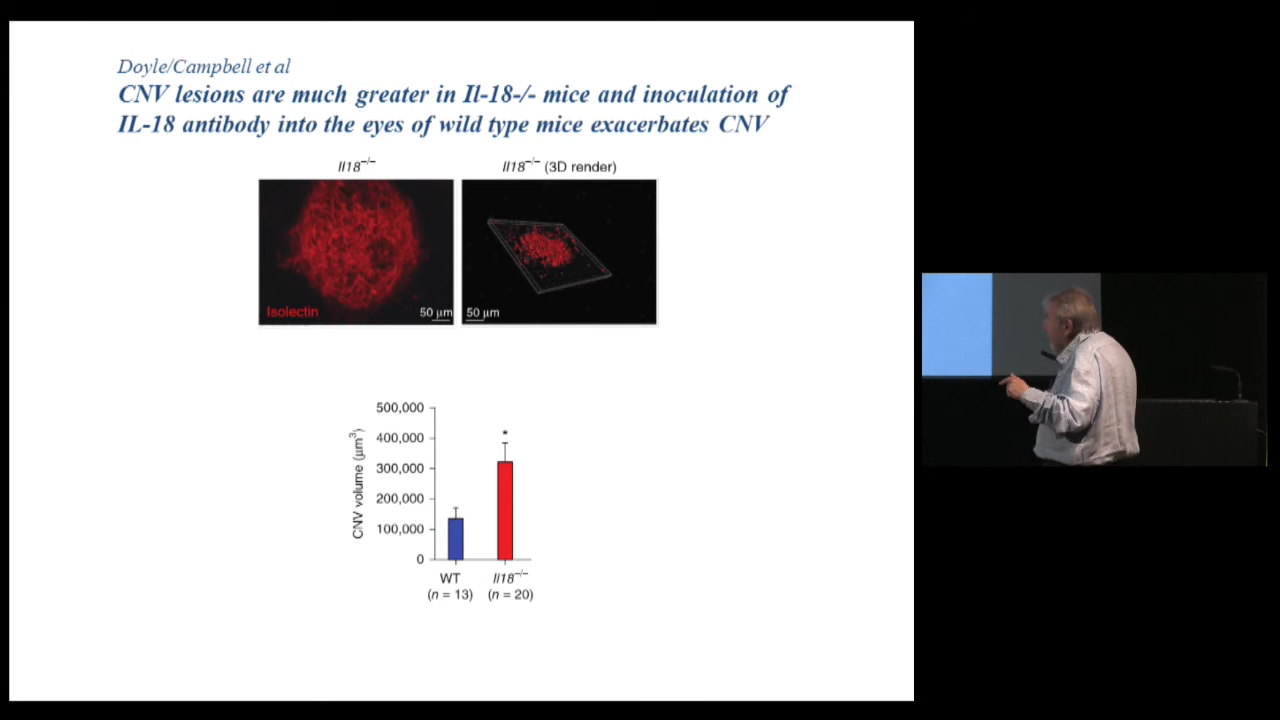 Doyle/Campbell et al
CNV lesions are much greater in Il-18-/- mice and inoculation of
IL-18 antibody into the eyes of wild type mice exacerbates CNV
Il18−/−
Il18−/− (3D render)
Isolectin
50 μm
50 μm
500,000
400,000
300,000
200,000
100,000
0
CNV volume (μm³)
*
WT
(n = 13)
Il18−/−
(n = 20)